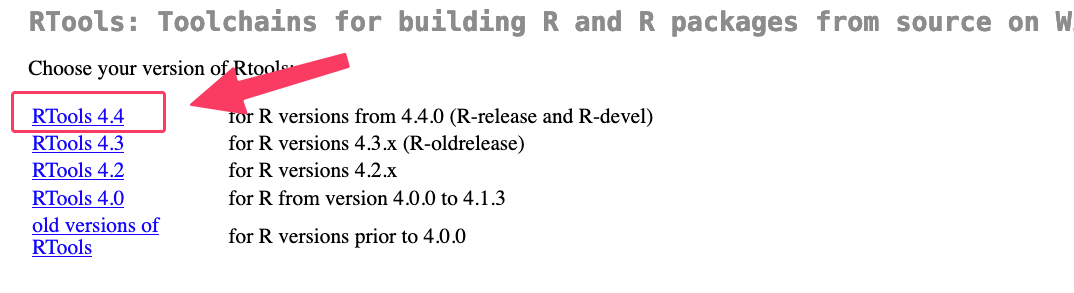 RTools: Toolchains for building R and R packages from source on W
Choose your version of Rtools:
RTools 4.4 for R versions from 4.4.0 (R-release and R-devel)
RTools 4.3 for R versions 4.3.x (R-oldrelease)
RTools 4.2 for R versions 4.2.x
RTools 4.0 for R from version 4.0.0 to 4.1.3
old versions of
RTools for R versions prior to 4.0.0